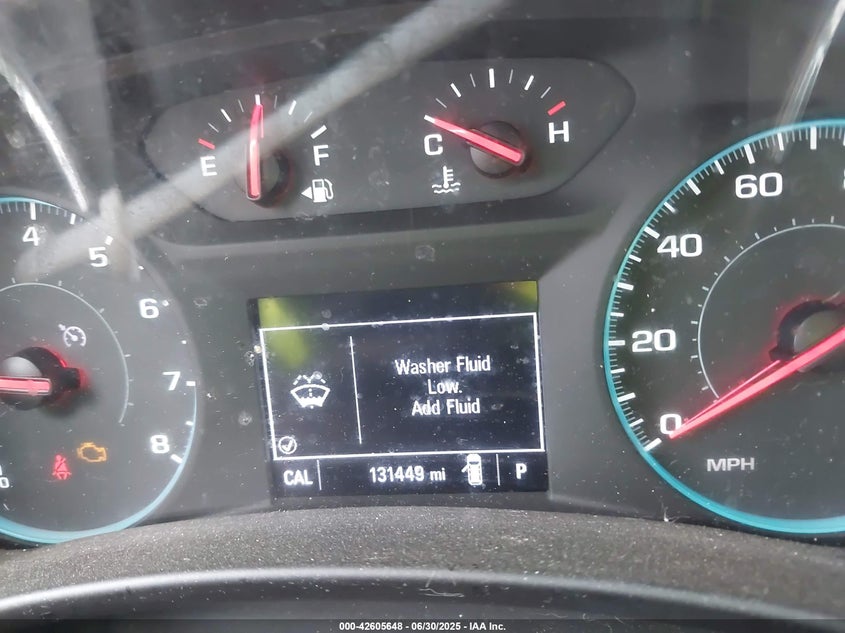 E
F
C
H
4
5
6
7
8
0
Washer Fluid
Low.
Add Fluid
CAL
131449 mi
P
60
40
20
0
MPH
000-42605648 - 06/30/2025 - IAA Inc.